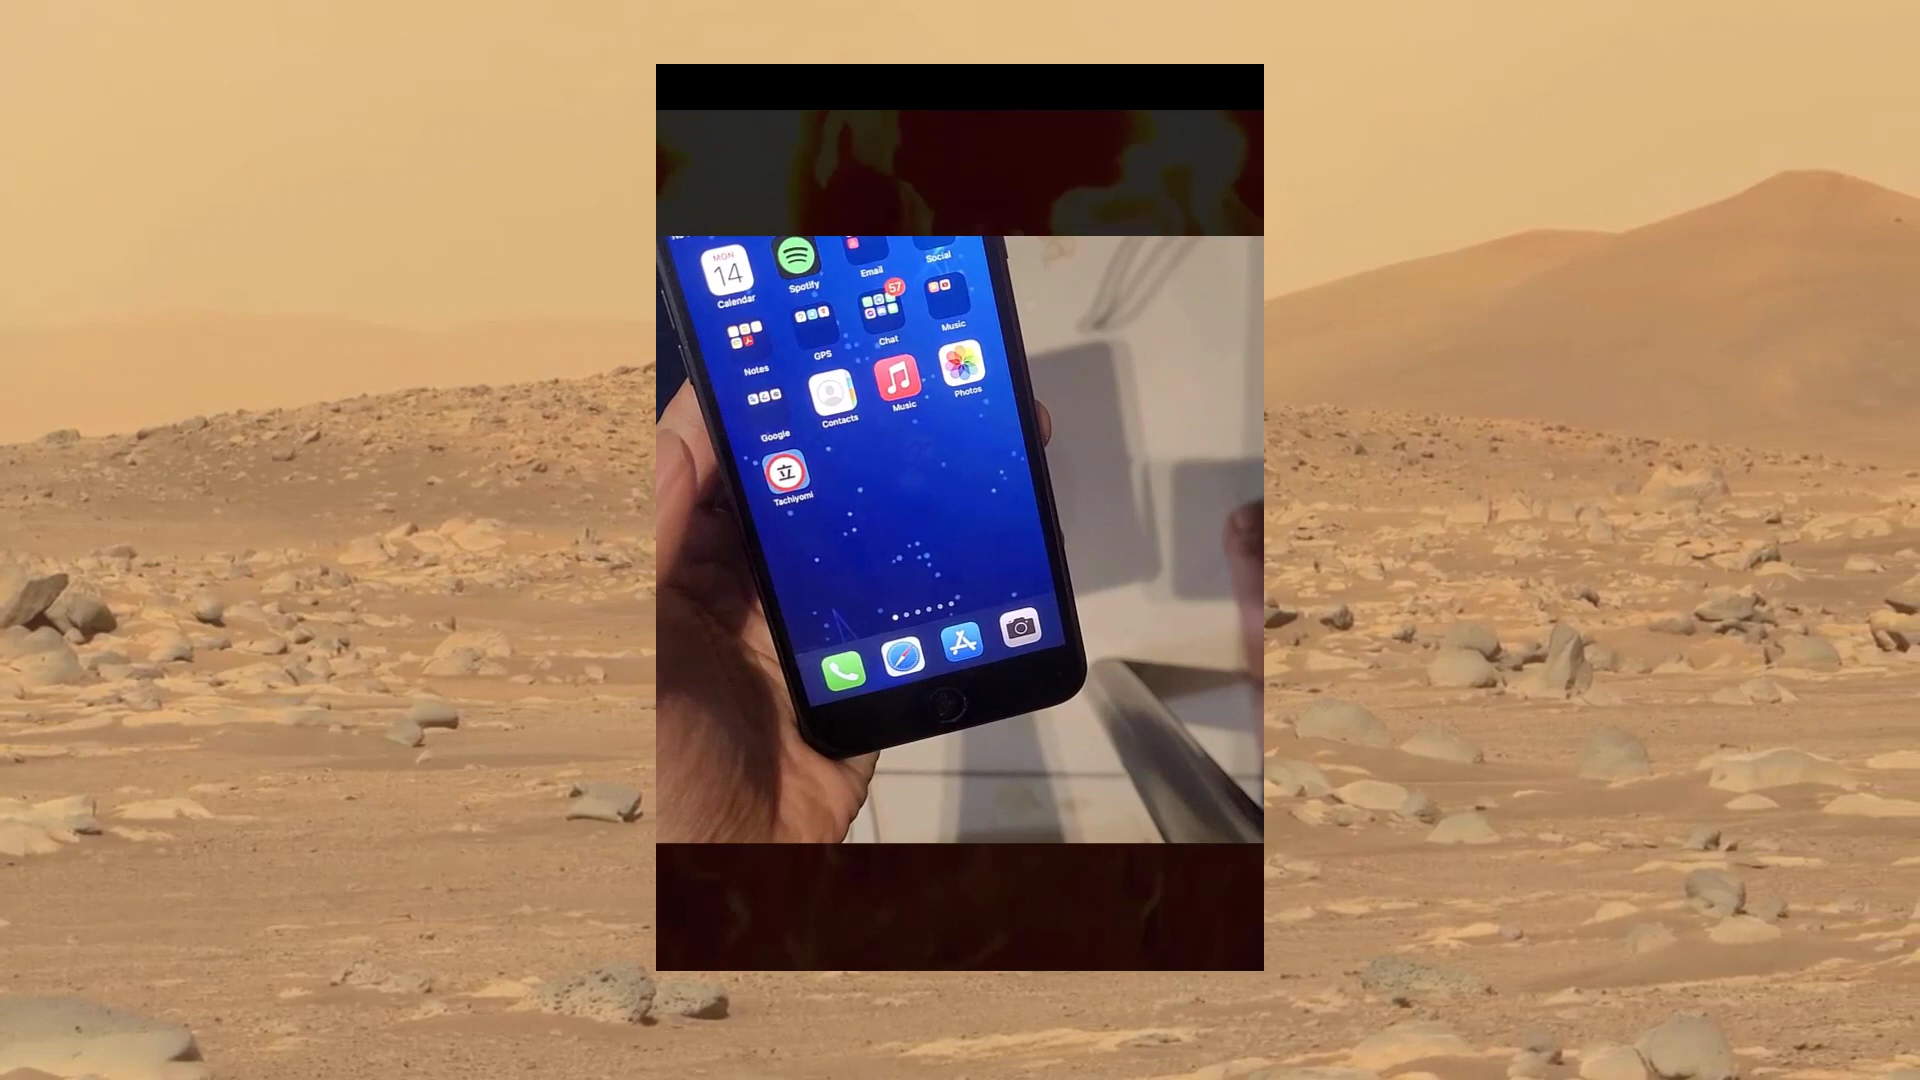 MON
14
Calendar
Spotify
Email
Social
Notes
GPS
57
Chat
Music
Google
Contacts
Music
Photos
立
Tachiyomi